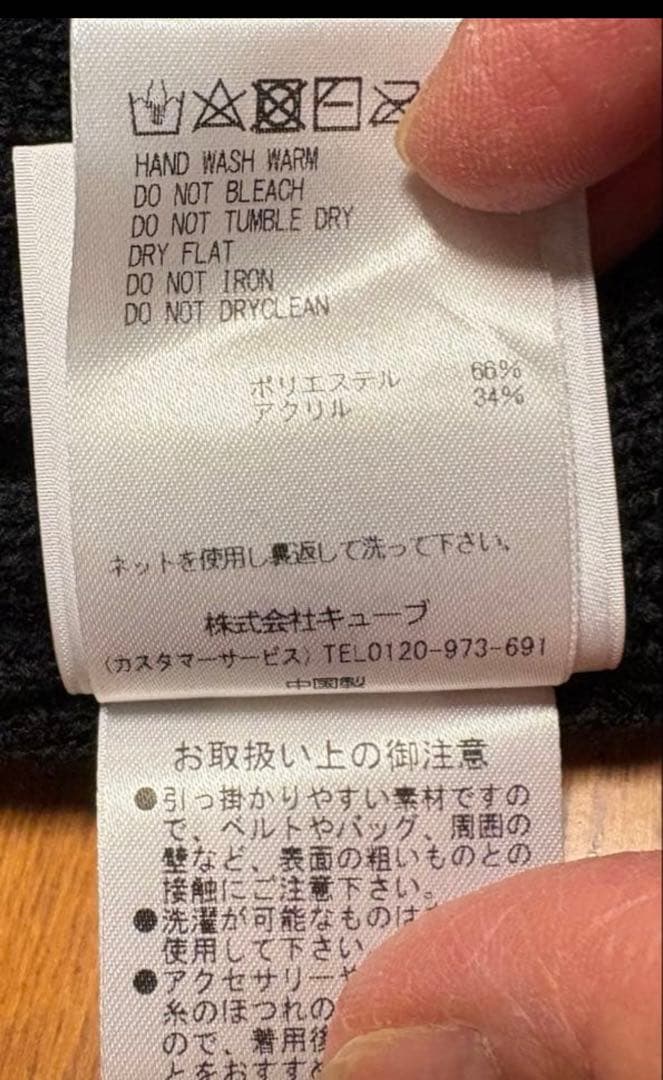 HAND WASH WARM
DO NOT BLEACH
DO NOT TUMBLE DRY
DRY FLAT
DO NOT IRON
DO NOT DRYCLEAN
ポリエステル 66%
アクリル 34%
ネットを使用し裏返して洗って下さい。
株式会社キューブ
(カスタマーサービス) TEL0120-973-691
中国製
お取扱い上の御注意
●引っ掛かりやすい素材ですの
で、ベルトやバッグ、周囲の
壁など、表面の粗いものとの
接触にご注意下さい。
●洗濯が可能なものは
使用して下さい
●アクセサリーや
糸のほつれの
ので、着用後
とをおすすめ